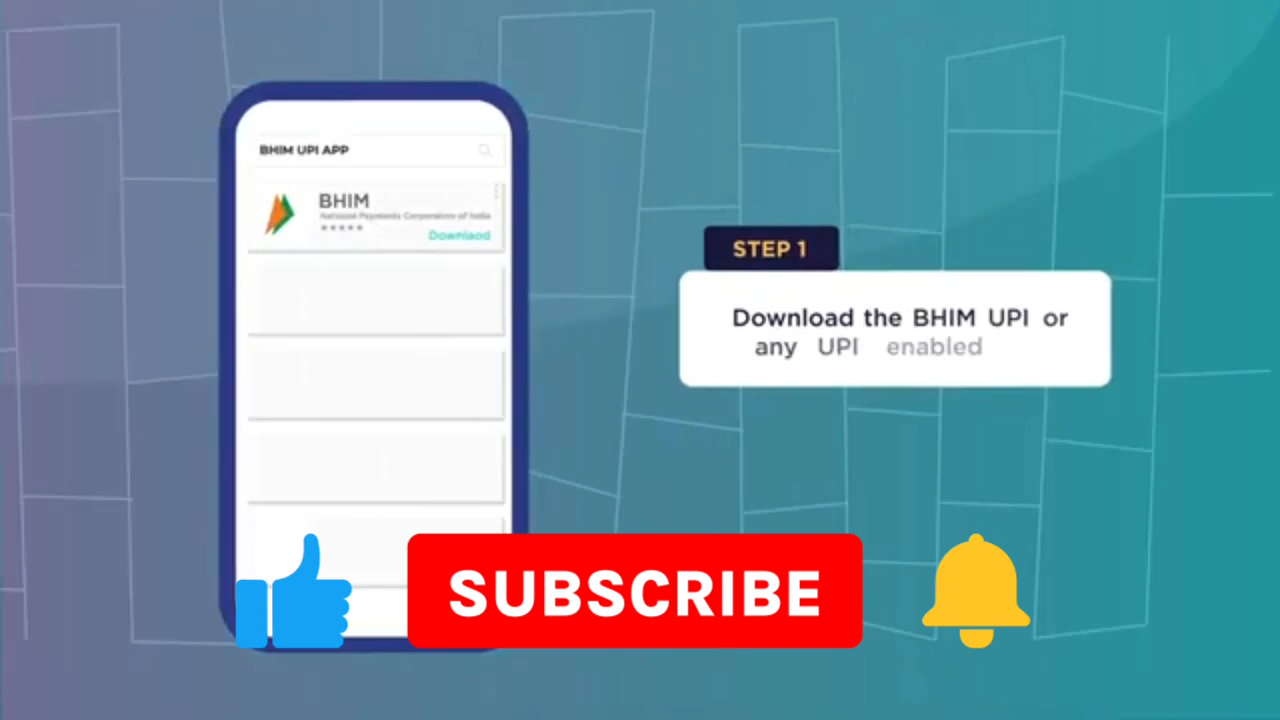 BHIM UPI APP
BHIM
National Payments Corporation of India
Downlaod
STEP 1
Download the BHIM UPI or
any UPI enabled
SUBSCRIBE